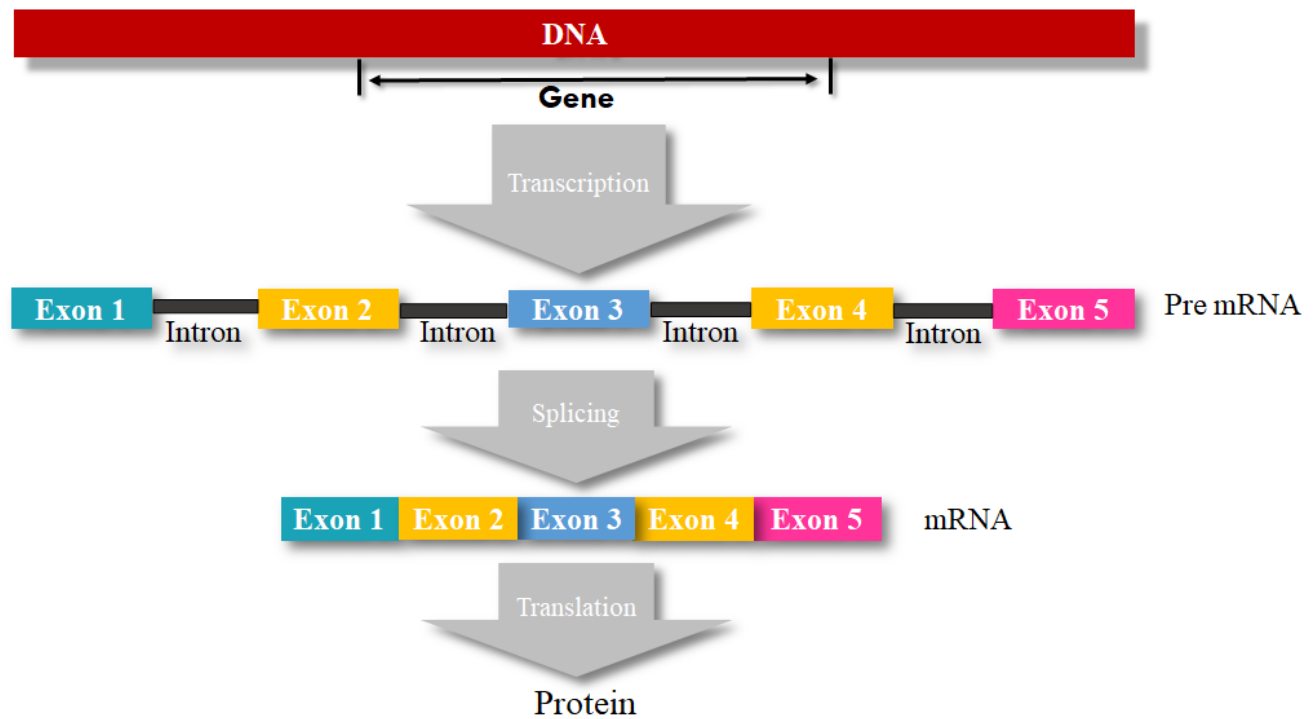 DNA
Gene
Transcription
Exon 1 Exon 2 Exon 3 Exon 4 Exon 5 Pre mRNA
Intron Intron Intron Intron
Splicing
Exon 1 Exon 2 Exon 3 Exon 4 Exon 5 mRNA
Translation
Protein